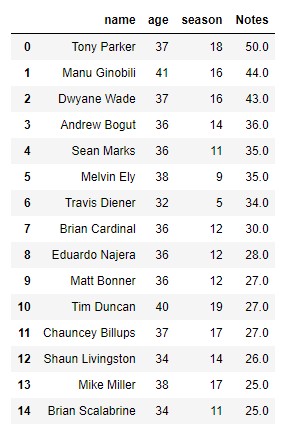 name age season Notes
0 Tony Parker 37 18 50.0
1 Manu Ginobili 41 16 44.0
2 Dwyane Wade 37 16 43.0
3 Andrew Bogut 36 14 36.0
4 Sean Marks 36 11 35.0
5 Melvin Ely 38 9 35.0
6 Travis Diener 32 5 34.0
7 Brian Cardinal 36 12 30.0
8 Eduardo Najera 36 12 28.0
9 Matt Bonner 36 12 27.0
10 Tim Duncan 40 19 27.0
11 Chauncey Billups 37 17 27.0
12 Shaun Livingston 34 14 26.0
13 Mike Miller 38 17 25.0
14 Brian Scalabrine 34 11 25.0